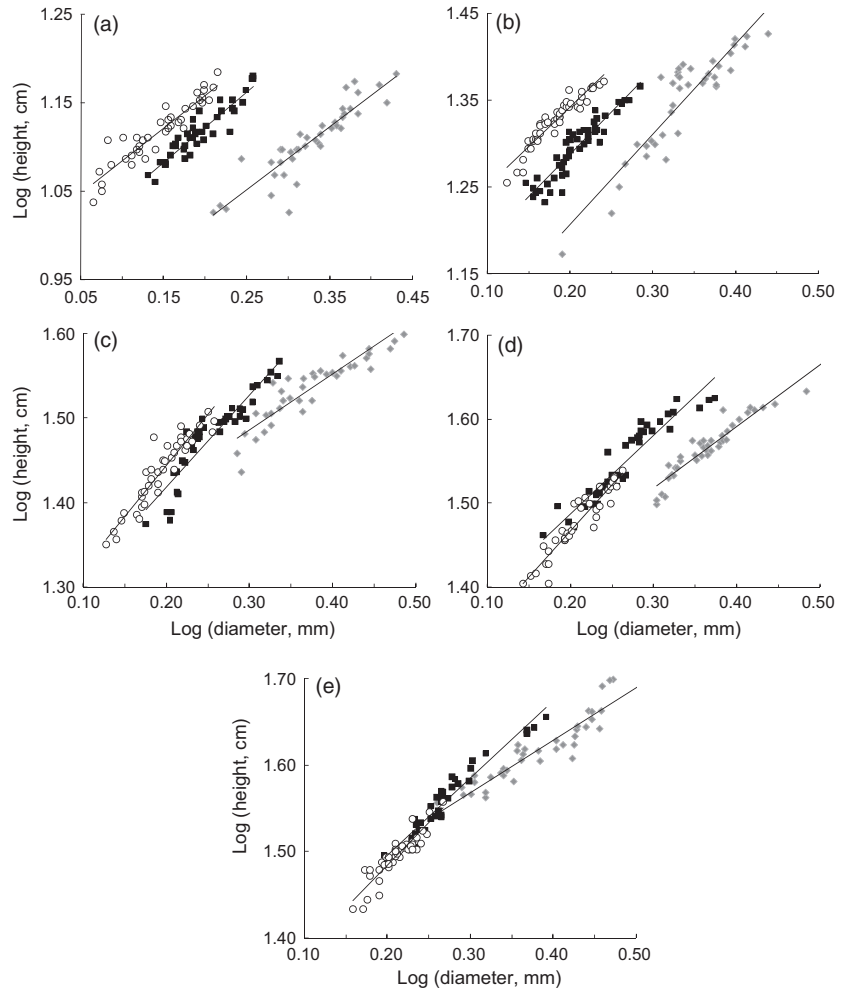 (a)
1.25
1.15
1.05
0.95
0.05 0.15 0.25 0.35 0.45
Log (height, cm)
(b)
1.45
1.35
1.25
1.15
0.10 0.20 0.30 0.40 0.50
(c)
1.60
1.50
1.40
1.30
0.10 0.20 0.30 0.40 0.50
Log (height, cm)
Log (diameter, mm)
(d)
1.70
1.60
1.50
1.40
0.10 0.20 0.30 0.40 0.50
Log (diameter, mm)
(e)
1.70
1.60
1.50
1.40
0.10 0.20 0.30 0.40 0.50
Log (height, cm)
Log (diameter, mm)